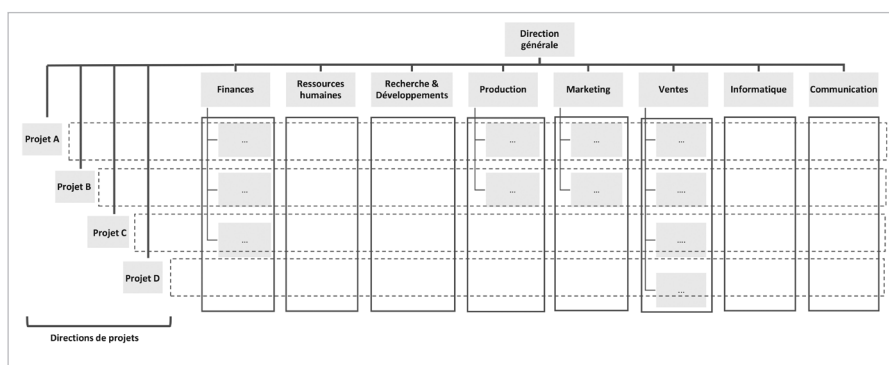 Direction
générale
Finances
Ressources
humaines
Recherche &
Développements
Production
Marketing
Ventes
Informatique
Communication
Projet A
...
...
...
...
Projet B
...
...
...
....
Projet C
...
....
Projet D
...
Directions de projets